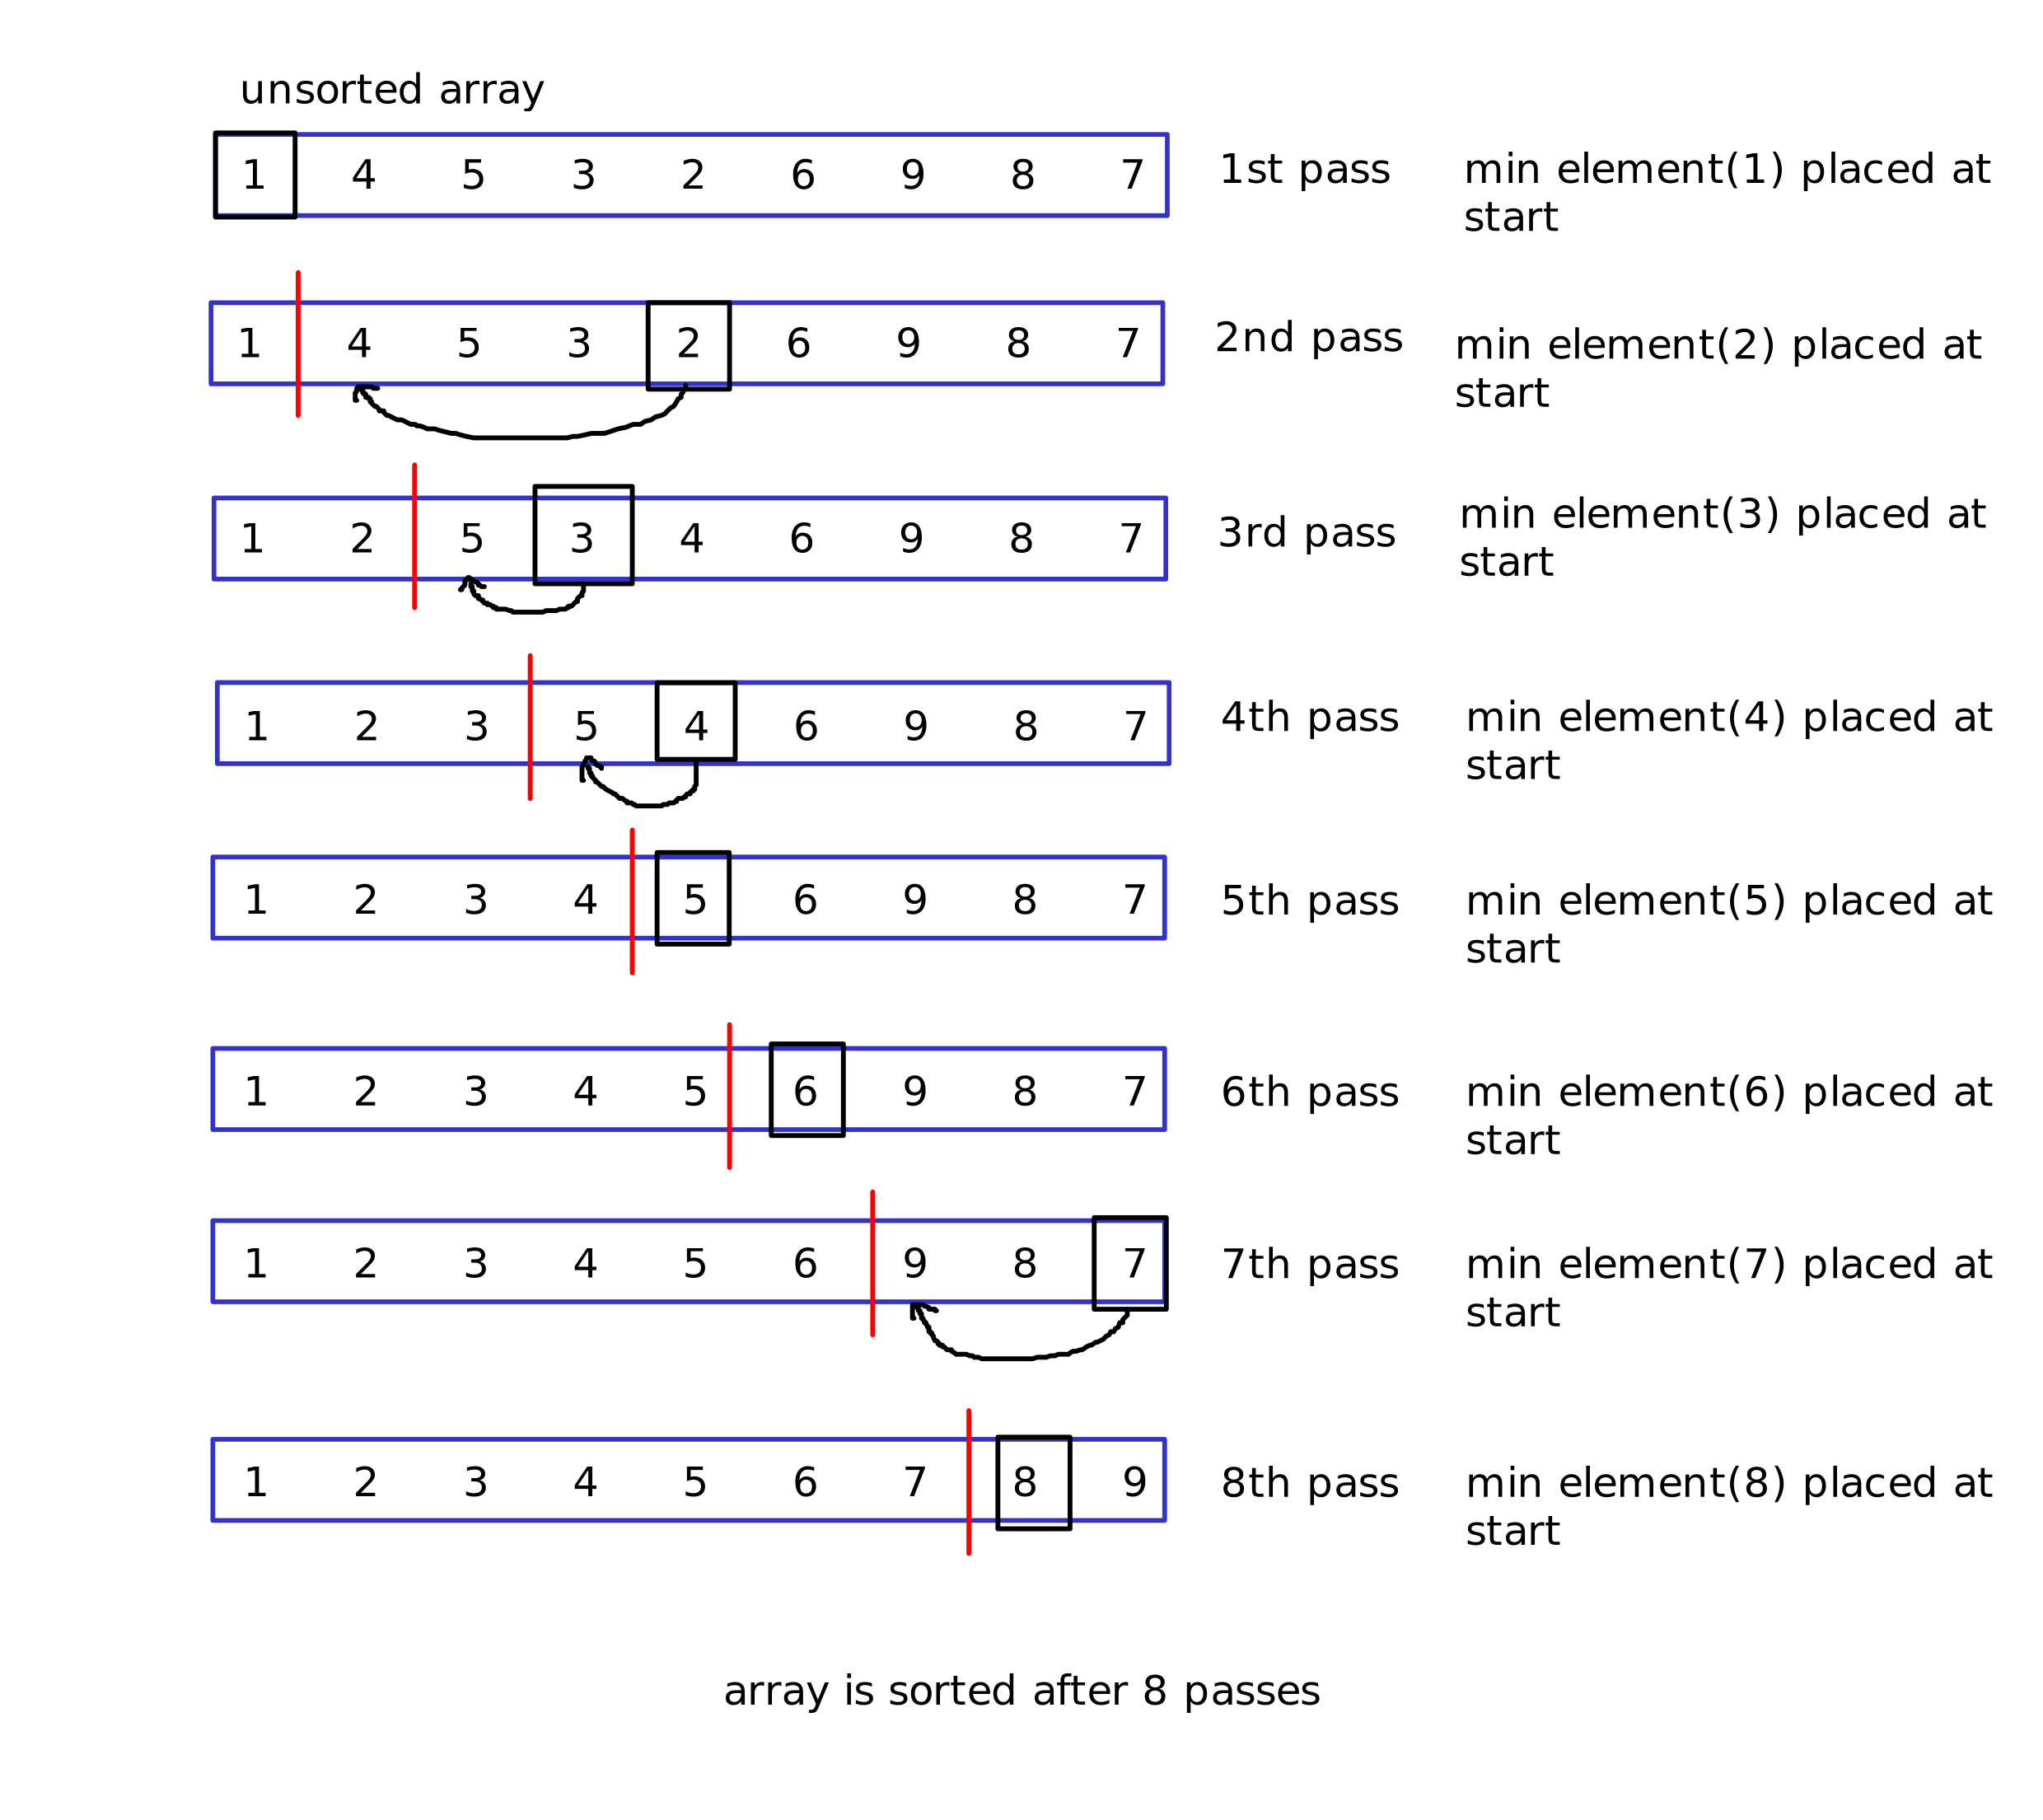 unsorted array
1 4 5 3 2 6 9 8 7 1st pass min element(1) placed at
start
1 4 5 3 2 6 9 8 7 2nd pass min element(2) placed at
start
1 2 5 3 4 6 9 8 7 3rd pass min element(3) placed at
start
1 2 3 5 4 6 9 8 7 4th pass min element(4) placed at
start
1 2 3 4 5 6 9 8 7 5th pass min element(5) placed at
start
1 2 3 4 5 6 9 8 7 6th pass min element(6) placed at
start
1 2 3 4 5 6 9 8 7 7th pass min element(7) placed at
start
1 2 3 4 5 6 7 8 9 8th pass min element(8) placed at
start
array is sorted after 8 passes